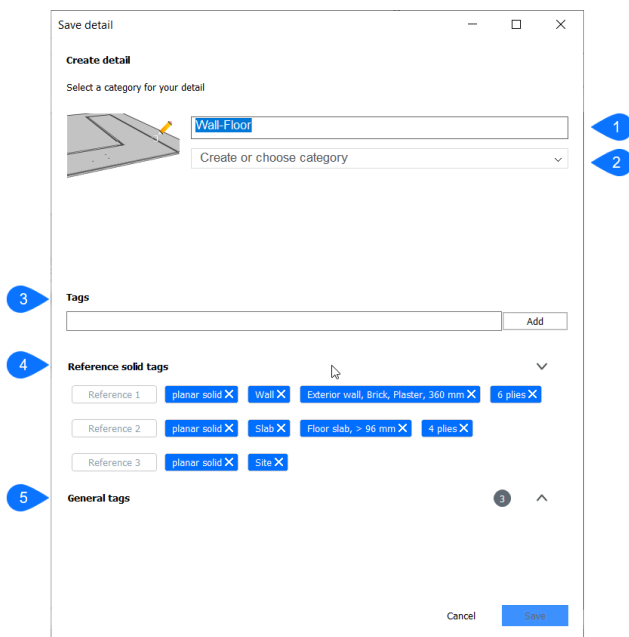 Save detail
Create detail
Select a category for your detail
Wall-Floor
1
Create or choose category
2
3
Tags
Add
4
Reference solid tags
Reference 1 planar solid Wall Exterior wall, Brick, Plaster, 360 mm 6 plies
Reference 2 planar solid Slab Floor slab, > 96 mm 4 plies
Reference 3 planar solid Site
5
General tags 3
Cancel Save